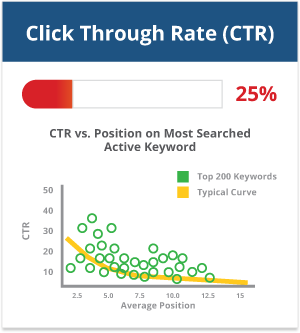 Click Through Rate (CTR)
25%
CTR vs. Position on Most Searched
Active Keyword
Top 200 Keywords
Typical Curve
50
40
30
20
10
CTR
2.5 5.0 7.5 10.0 12.5 15
Average Position